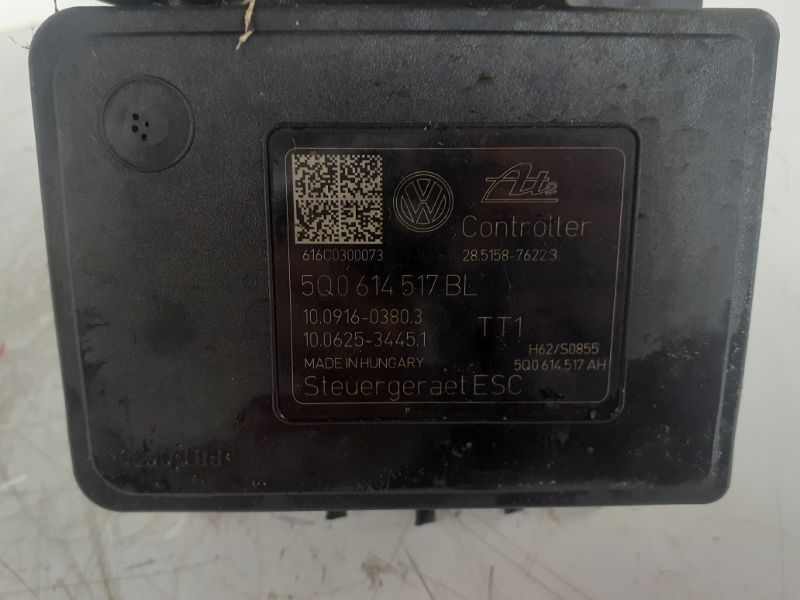 Ate
Controller
616C0300073
28.5158-7622.3
5Q0 614 517 BL
10.0916-0380.3
TT1
10.0625-3445.1
H62/S0855
MADE IN HUNGARY
5Q0 614 517 AH
Steuergeraet ESC